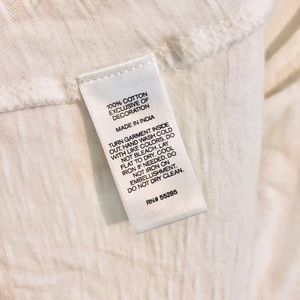 100% COTTON
EXCLUSIVE OF
DECORATION
MADE IN INDIA
TURN GARMENT INSIDE
OUT, HAND WASH COLD
WITH LIKE COLORS. DO
NOT BLEACH. LAY
FLAT TO DRY. COOL
IRON IF NEEDED. DO
NOT IRON ON
EMBELLISHMENT.
DO NOT DRY CLEAN.
RN# 55285